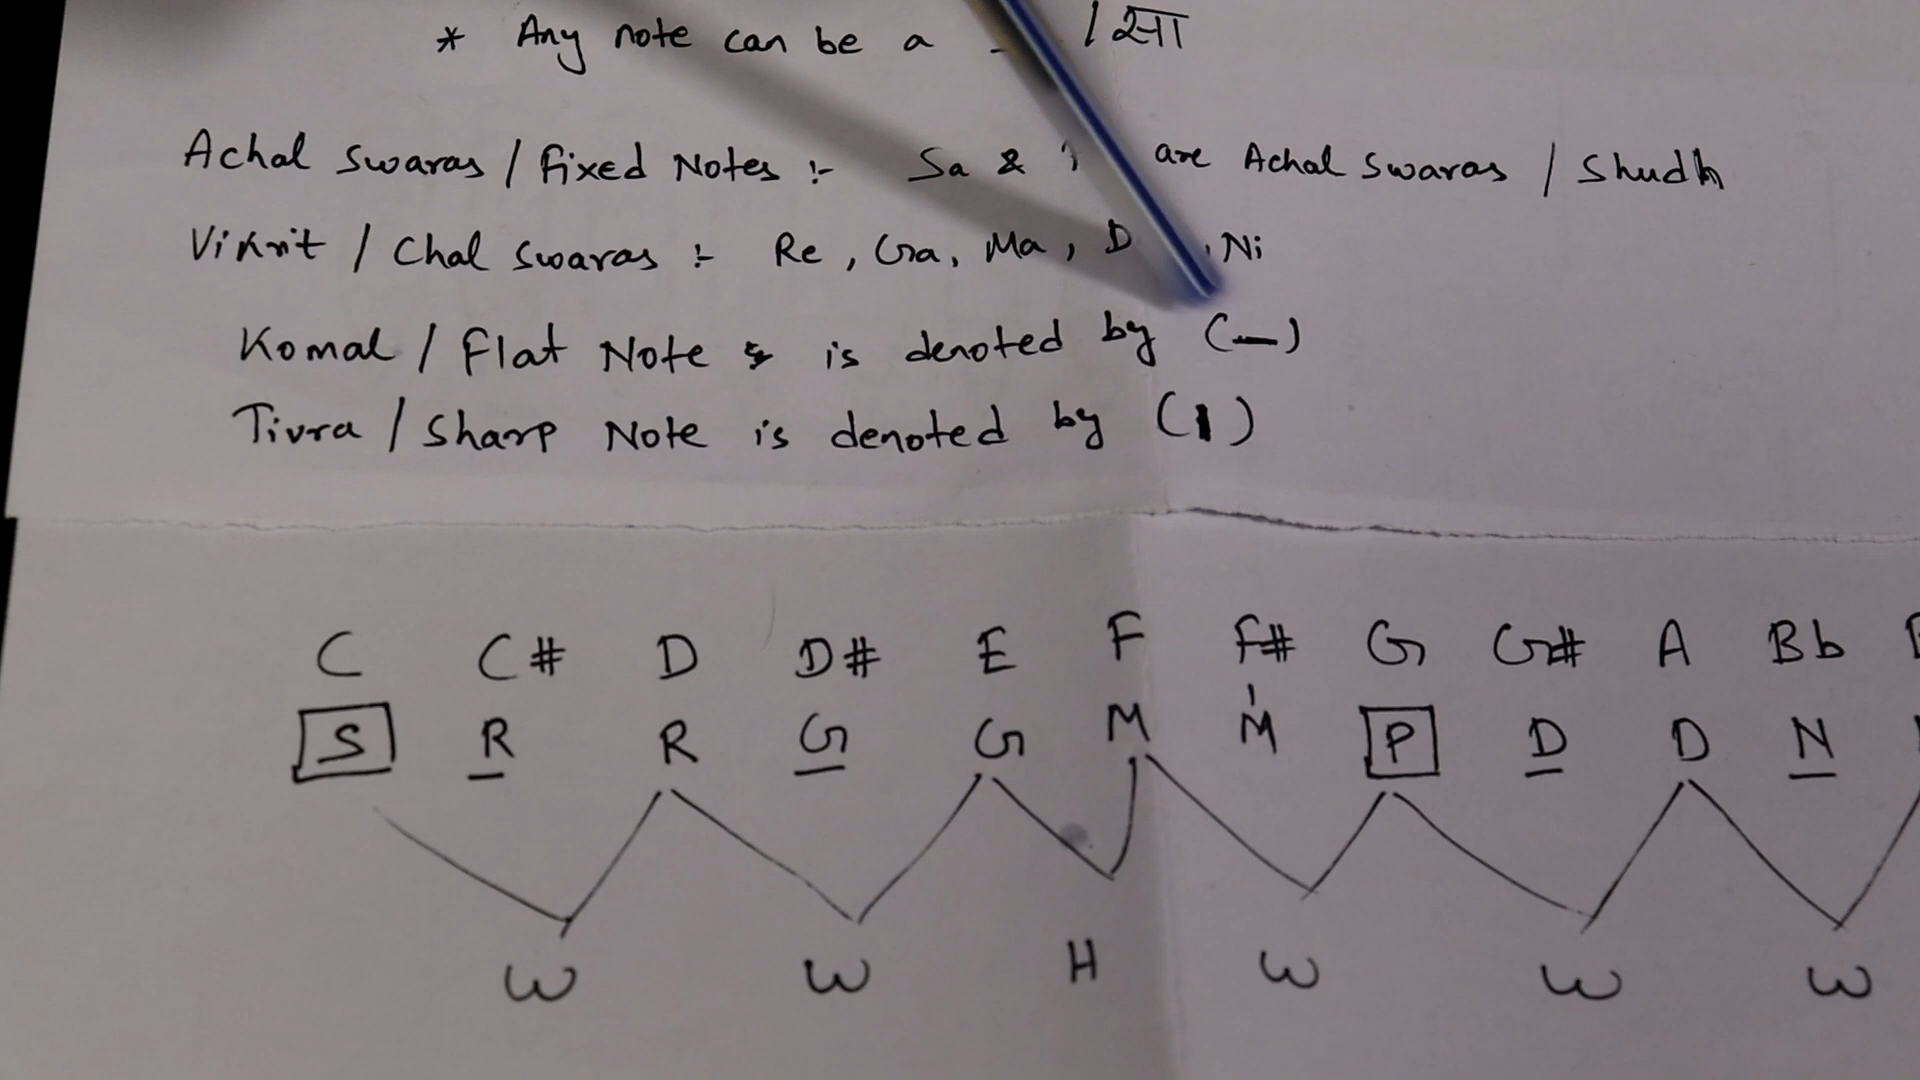 * Any note can be a / सा
Achal Swaras / Fixed Notes :- Sa & are Achal Swaras / Shudh
Vikrit / Chal Swaras :- Re, Ga, Ma, D , Ni
Komal / Flat Note is denoted by (—)
Tivra / Sharp Note is denoted by (।)
C C# D D# E F F# G G# A Bb
S R R G G M M P D D N
W W H W W W